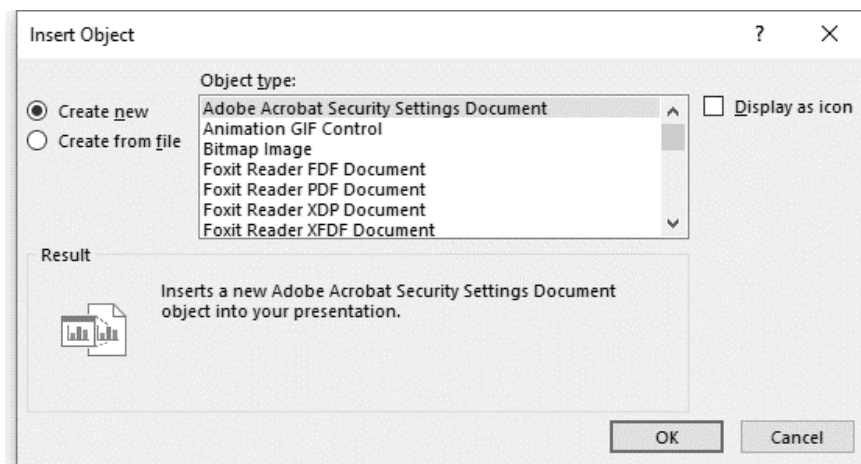 Insert Object
?
Object type:
Create new
Create from file
Adobe Acrobat Security Settings Document
Animation GIF Control
Bitmap Image
Foxit Reader FDF Document
Foxit Reader PDF Document
Foxit Reader XDP Document
Foxit Reader XFDF Document
Display as icon
Result
Inserts a new Adobe Acrobat Security Settings Document
object into your presentation.
OK
Cancel